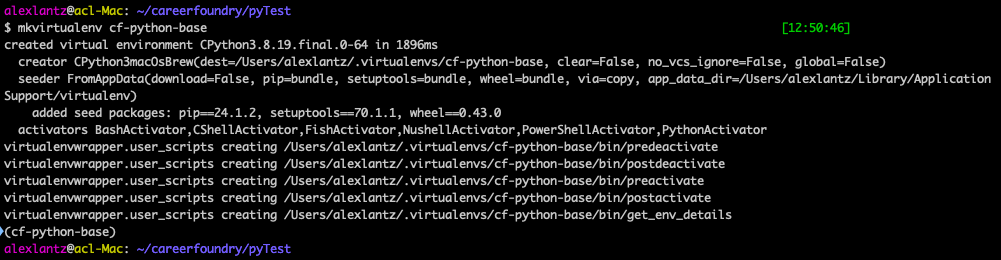 alexlantz@acl-Mac: ~/careerfoundry/pyTest
$ mkvirtualenv cf-python-base [12:50:46]
created virtual environment CPython3.8.19.final.0-64 in 1896ms
  creator CPython3macOsBrew(dest=/Users/alexlantz/.virtualenvs/cf-python-base, clear=False, no_vcs_ignore=False, global=False)
  seeder FromAppData(download=False, pip=bundle, setuptools=bundle, wheel=bundle, via=copy, app_data_dir=/Users/alexlantz/Library/Application
Support/virtualenv)
    added seed packages: pip==24.1.2, setuptools==70.1.1, wheel==0.43.0
  activators BashActivator,CShellActivator,FishActivator,NushellActivator,PowerShellActivator,PythonActivator
virtualenvwrapper.user_scripts creating /Users/alexlantz/.virtualenvs/cf-python-base/bin/predeactivate
virtualenvwrapper.user_scripts creating /Users/alexlantz/.virtualenvs/cf-python-base/bin/postdeactivate
virtualenvwrapper.user_scripts creating /Users/alexlantz/.virtualenvs/cf-python-base/bin/preactivate
virtualenvwrapper.user_scripts creating /Users/alexlantz/.virtualenvs/cf-python-base/bin/postactivate
virtualenvwrapper.user_scripts creating /Users/alexlantz/.virtualenvs/cf-python-base/bin/get_env_details
(cf-python-base)
alexlantz@acl-Mac: ~/careerfoundry/pyTest